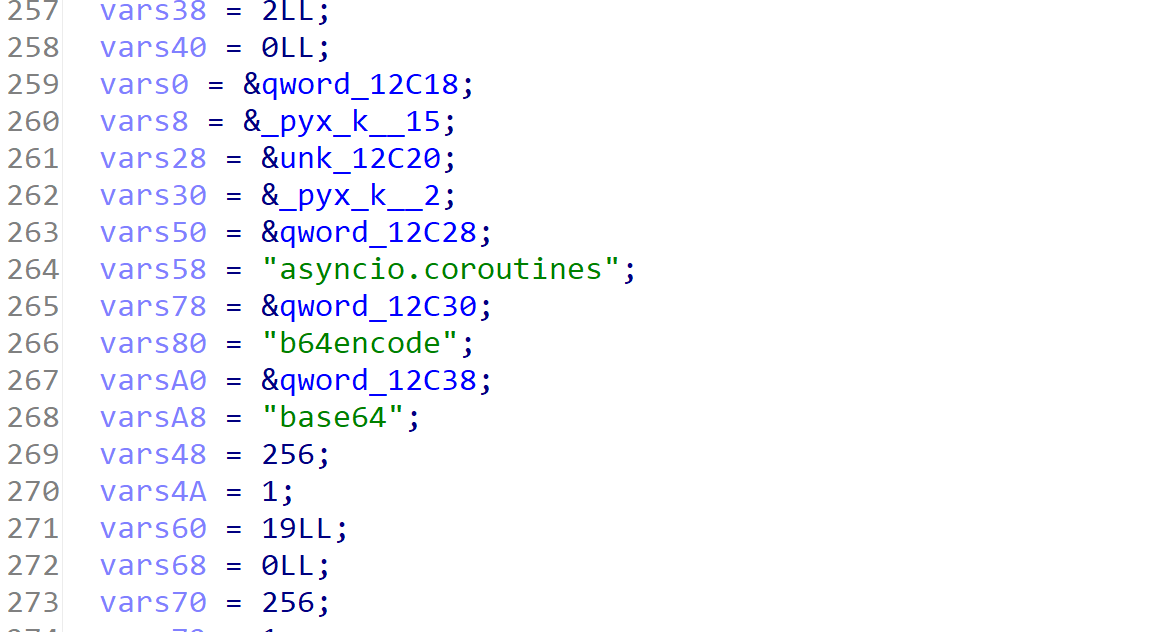 257 vars38 = 2LL;
258 vars40 = 0LL;
259 vars0 = &qword_12C18;
260 vars8 = &_pyx_k__15;
261 vars28 = &unk_12C20;
262 vars30 = &_pyx_k__2;
263 vars50 = &qword_12C28;
264 vars58 = "asyncio.coroutines";
265 vars78 = &qword_12C30;
266 vars80 = "b64encode";
267 varsA0 = &qword_12C38;
268 varsA8 = "base64";
269 vars48 = 256;
270 vars4A = 1;
271 vars60 = 19LL;
272 vars68 = 0LL;
273 vars70 = 256;